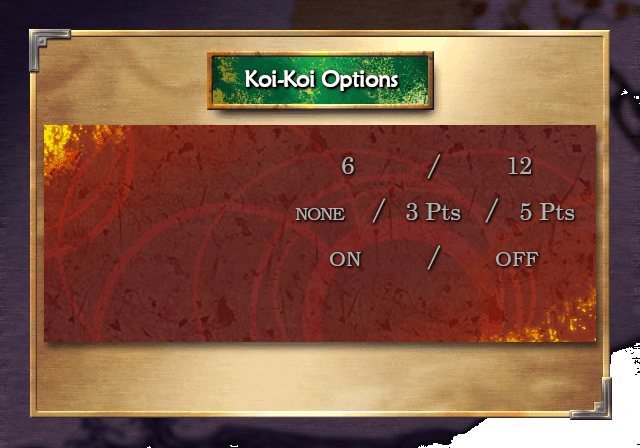 Koi-Koi Options
6 / 12
NONE / 3 Pts / 5 Pts
ON / OFF